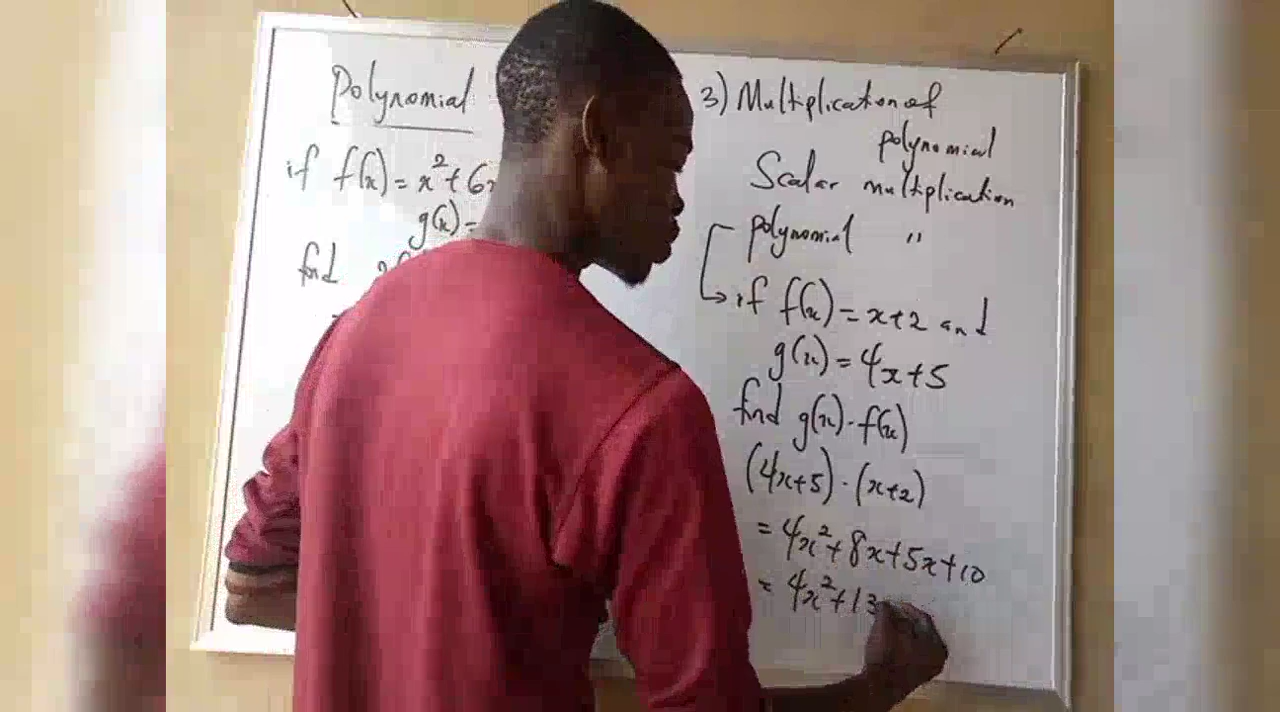 Polynomial
if f(x) = x² + 6
g(x) =
find
3) Multiplication of
polynomial
Scalar multiplication
polynomial "
if f(x) = x+2 and
g(x) = 4x+5
find g(x)·f(x)
(4x+5)·(x+2)
= 4x²+8x+5x+10
= 4x²+13